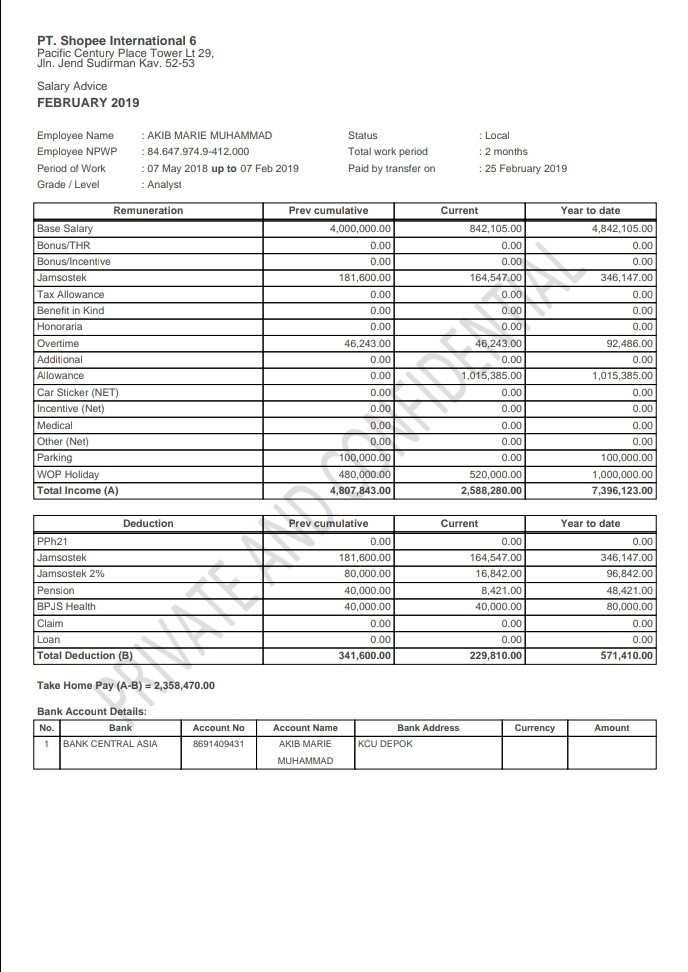 PT. Shopee International 6
Pacific Century Place Tower Lt 29,
Jln. Jend Sudirman Kav. 52-53
Salary Advice
FEBRUARY 2019
Employee Name : AKIB MARIE MUHAMMAD Status : Local
Employee NPWP : 84.647.974.9-412.000 Total work period : 2 months
Period of Work : 07 May 2018 up to 07 Feb 2019 Paid by transfer on : 25 February 2019
Grade / Level : Analyst
Remuneration Prev cumulative Current Year to date
Base Salary 4,000,000.00 842,105.00 4,842,105.00
Bonus/THR 0.00 0.00 0.00
Bonus/Incentive 0.00 0.00 0.00
Jamsostek 181,600.00 164,547.00 346,147.00
Tax Allowance 0.00 0.00 0.00
Benefit in Kind 0.00 0.00 0.00
Honoraria 0.00 0.00 0.00
Overtime 46,243.00 46,243.00 92,486.00
Additional 0.00 0.00 0.00
Allowance 0.00 1,015,385.00 1,015,385.00
Car Sticker (NET) 0.00 0.00 0.00
Incentive (Net) 0.00 0.00 0.00
Medical 0.00 0.00 0.00
Other (Net) 0.00 0.00 0.00
Parking 100,000.00 0.00 100,000.00
WOP Holiday 480,000.00 520,000.00 1,000,000.00
Total Income (A) 4,807,843.00 2,588,280.00 7,396,123.00
Deduction Prev cumulative Current Year to date
PPh21 0.00 0.00 0.00
Jamsostek 181,600.00 164,547.00 346,147.00
Jamsostek 2% 80,000.00 16,842.00 96,842.00
Pension 40,000.00 8,421.00 48,421.00
BPJS Health 40,000.00 40,000.00 80,000.00
Claim 0.00 0.00 0.00
Loan 0.00 0.00 0.00
Total Deduction (B) 341,600.00 229,810.00 571,410.00
Take Home Pay (A-B) = 2,358,470.00
Bank Account Details:
No. Bank Account No Account Name Bank Address Currency Amount
1 BANK CENTRAL ASIA 8691409431 AKIB MARIE KCU DEPOK
MUHAMMAD
PRIVATE AND CONFIDENTIAL